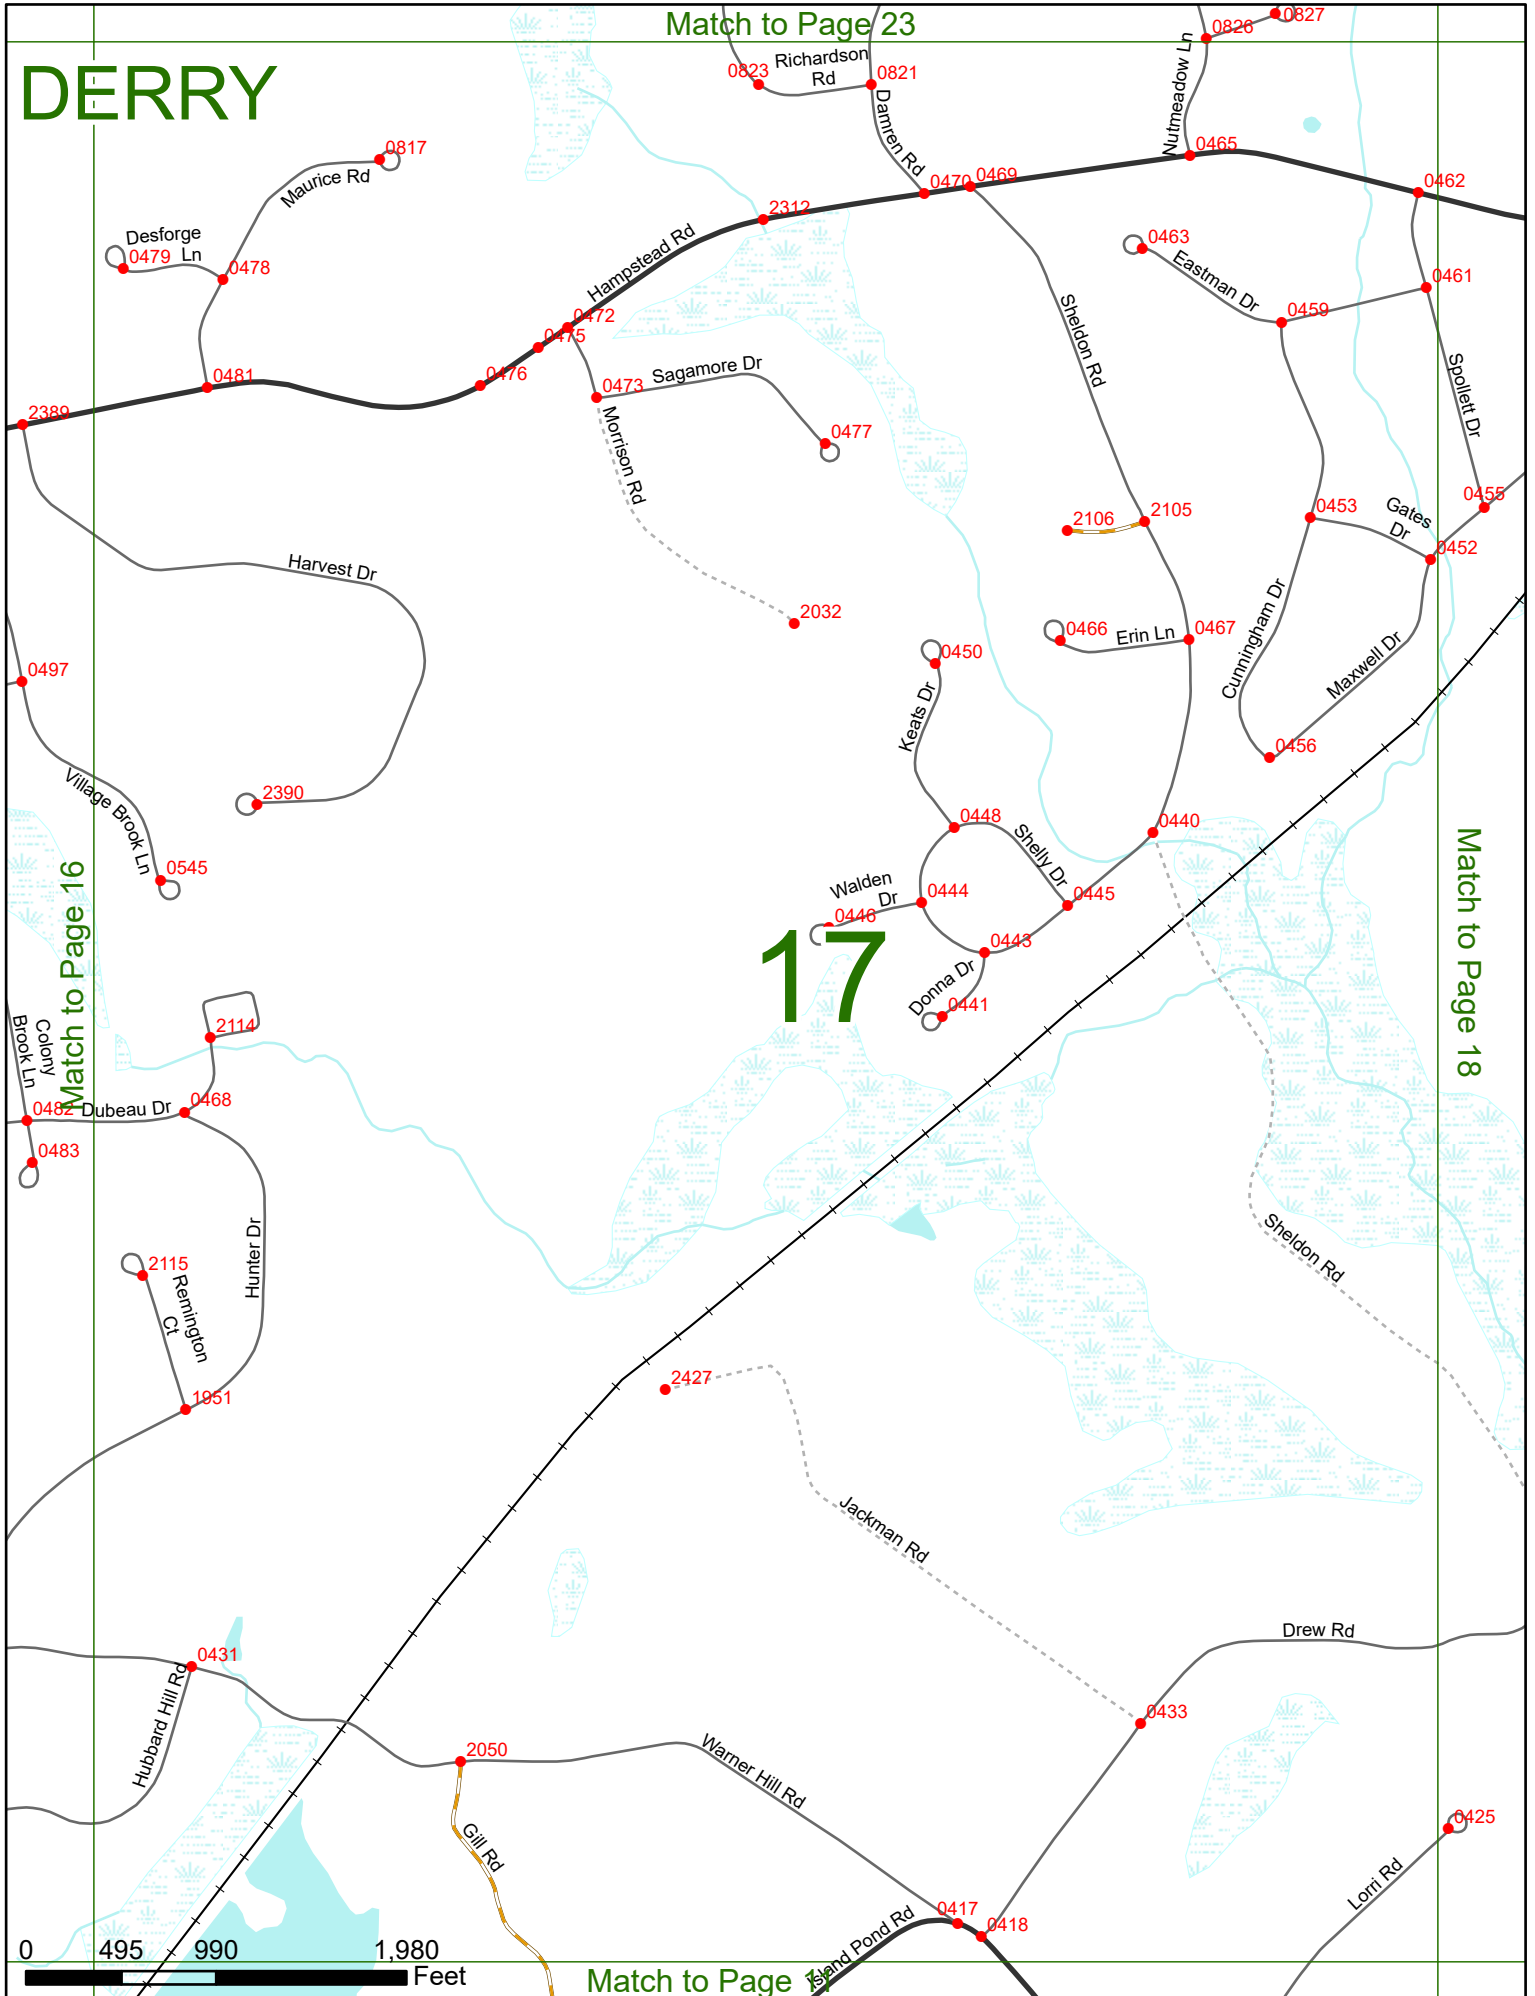 Match to Page 23
DERRY
0826
0827
Richardson
Rd
0823
0821
Nutmeadow Ln
Damren Rd
0817
Maurice Rd
0465
0470
0469
0462
2312
Desforge
Ln
0479
0478
Hampstead Rd
0463
Eastman Dr
0461
0459
0472
0475
Sheldon Rd
0481
0476
0473
Sagamore Dr
Spollett Dr
2389
Morrison Rd
0477
0455
2106
2105
0453
Gates
Dr
0452
Harvest Dr
2032
0466
Erin Ln
0467
Cunningham Dr
Maxwell Dr
0497
0450
Keats Dr
0456
Village Brook Ln
2390
0448
Shelly Dr
0440
Match to Page 16
0545
Walden
Dr
0444
0445
0446
Match to Page 18
17
0443
Donna Dr
0441
Colony
Brook Ln
2114
0482
Dubeau Dr
0468
0483
Hunter Dr
Sheldon Rd
2115
Remington
Ct
1951
2427
Jackman Rd
Drew Rd
0431
Hubbard Hill Rd
0433
2050
Warner Hill Rd
Gill Rd
0425
Lorri Rd
0417
0418
Island Pond Rd
0
495
990
1,980
Feet
Match to Page 11